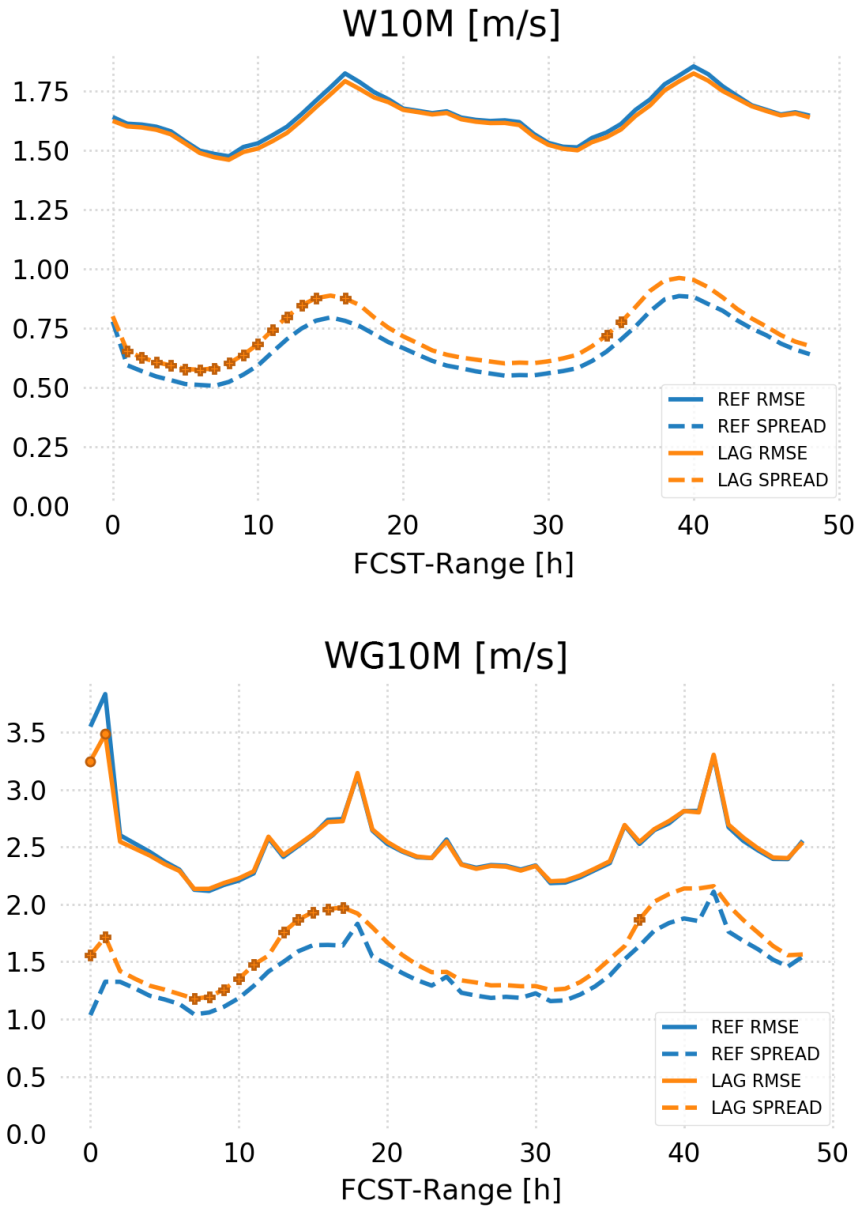 W10M [m/s]
1.75
1.50
1.25
1.00
0.75
0.50
0.25
0.00
REF RMSE
REF SPREAD
LAG RMSE
LAG SPREAD
0 10 20 30 40 50
FCST-Range [h]
WG10M [m/s]
3.5
3.0
2.5
2.0
1.5
1.0
0.5
0.0
REF RMSE
REF SPREAD
LAG RMSE
LAG SPREAD
0 10 20 30 40 50
FCST-Range [h]